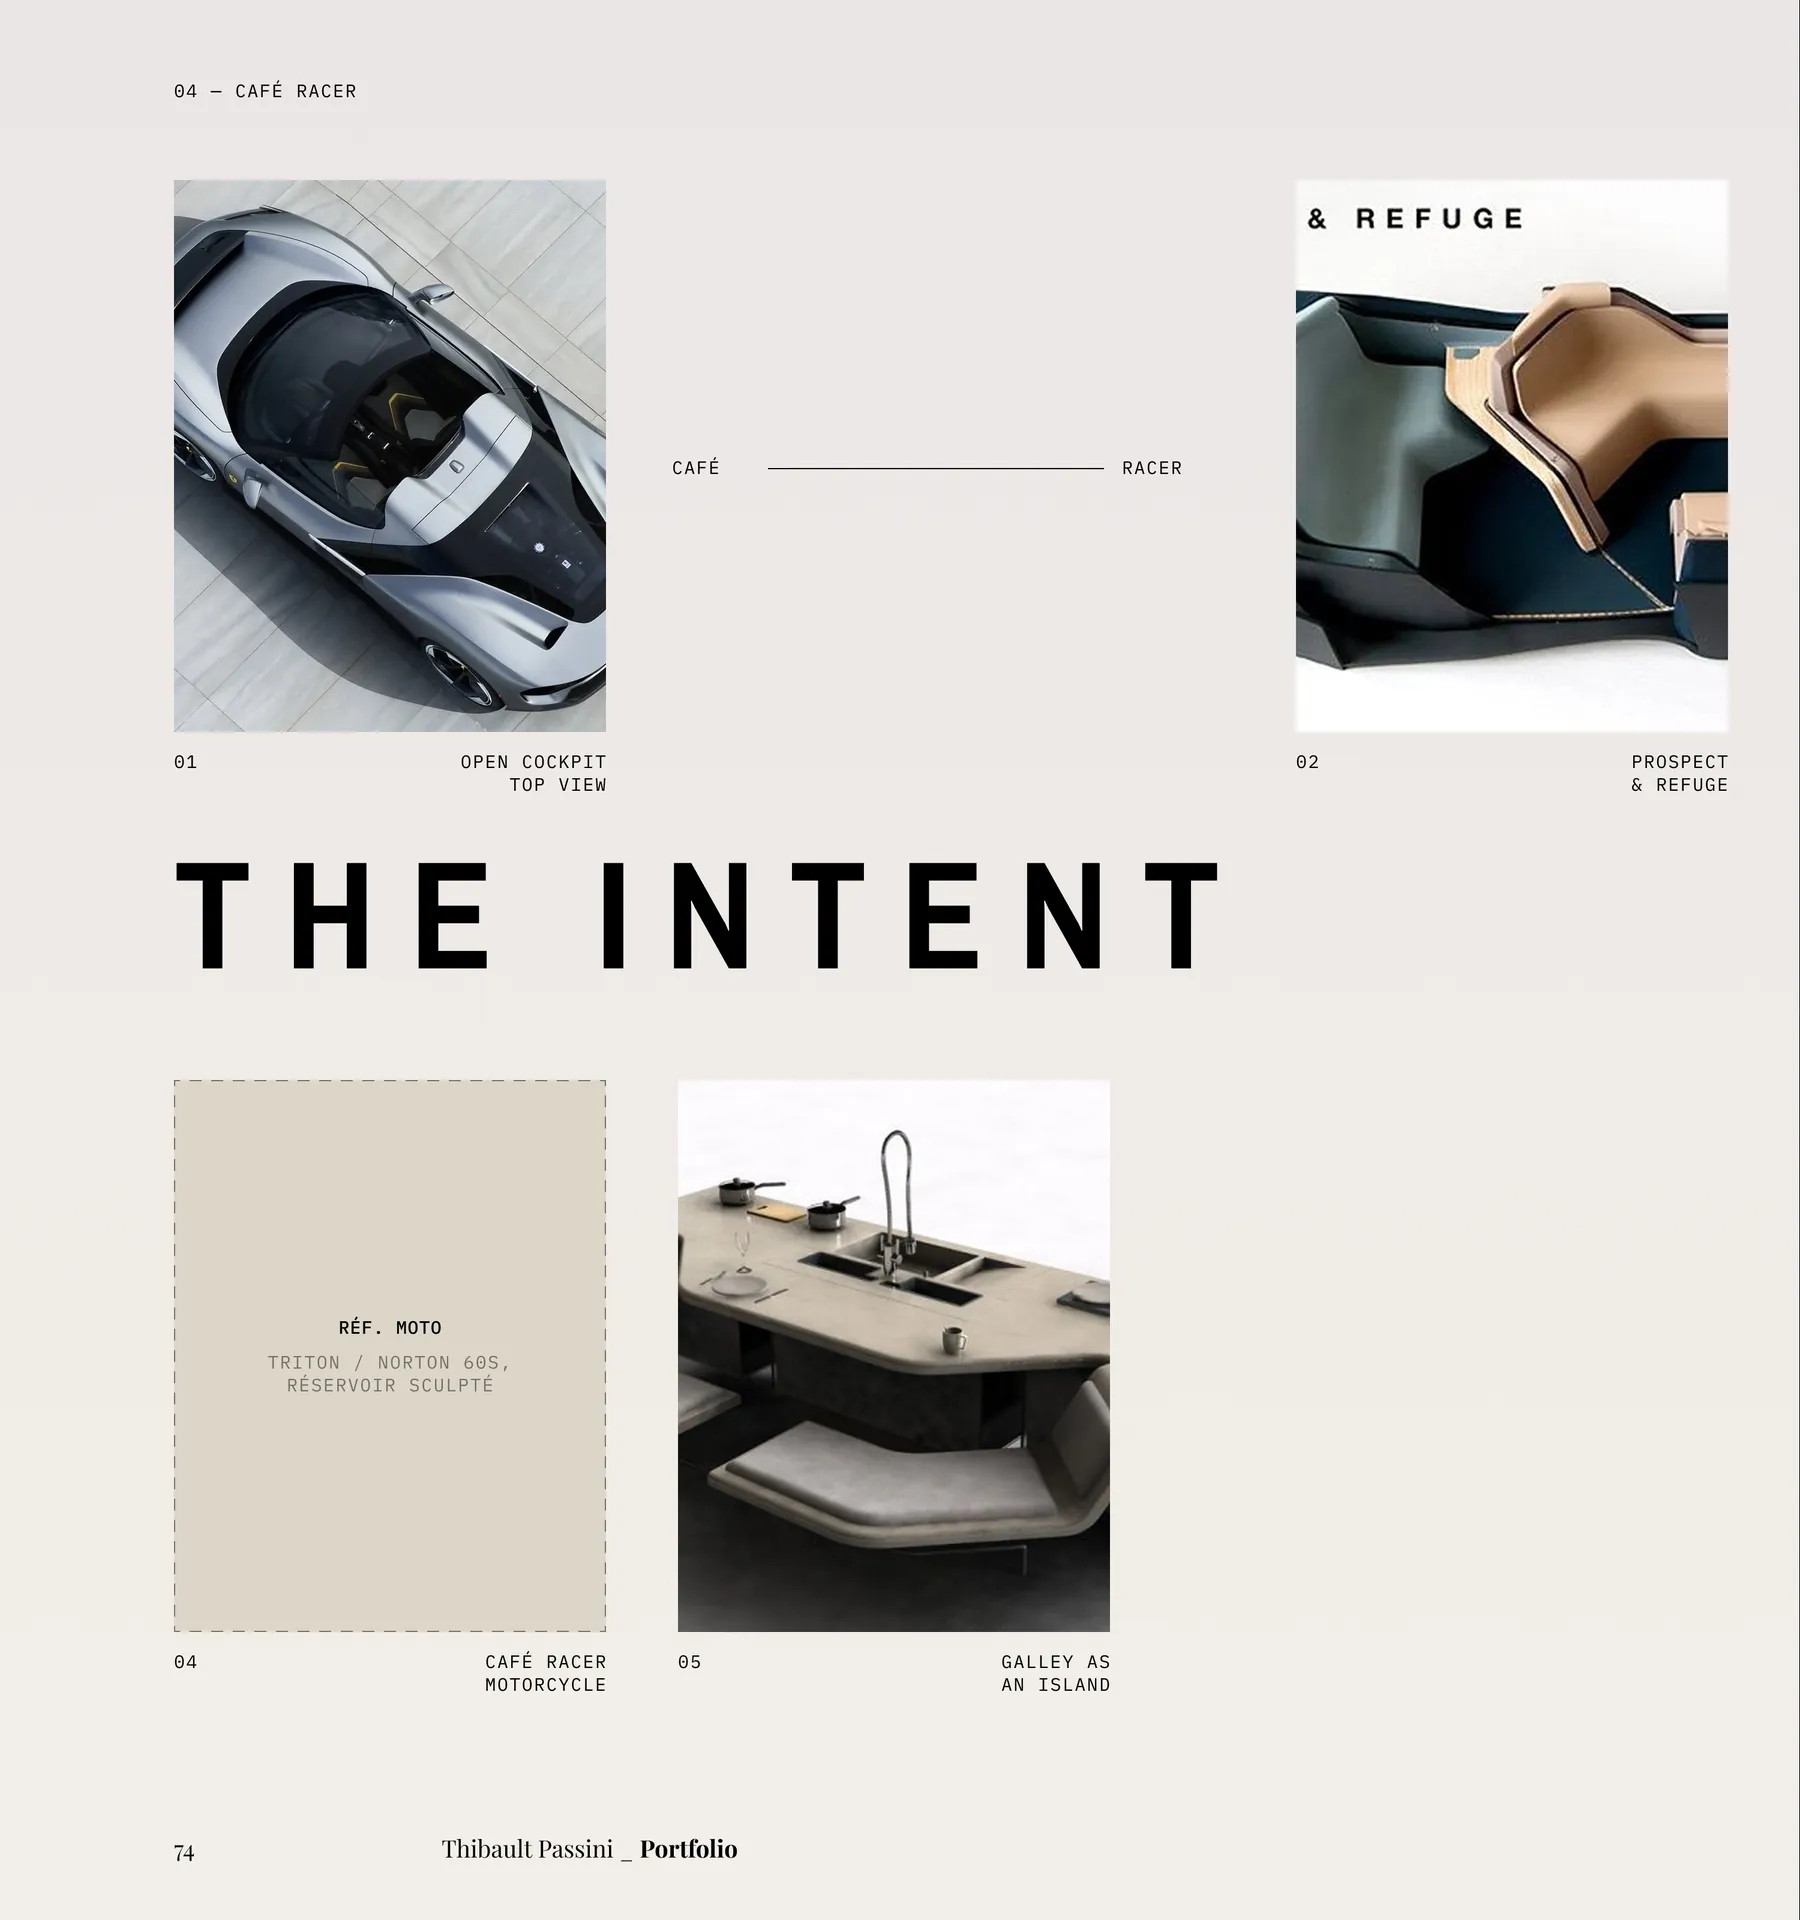 04 — CAFÉ RACER
& REFUGE
CAFÉ
RACER
01
OPEN COCKPIT
TOP VIEW
02
PROSPECT
& REFUGE
THE INTENT
RÉF. MOTO
TRITON / NORTON 60S,
RÉSERVOIR SCULPTÉ
04
CAFÉ RACER
MOTORCYCLE
05
GALLEY AS
AN ISLAND
74
Thibault Passini _ Portfolio